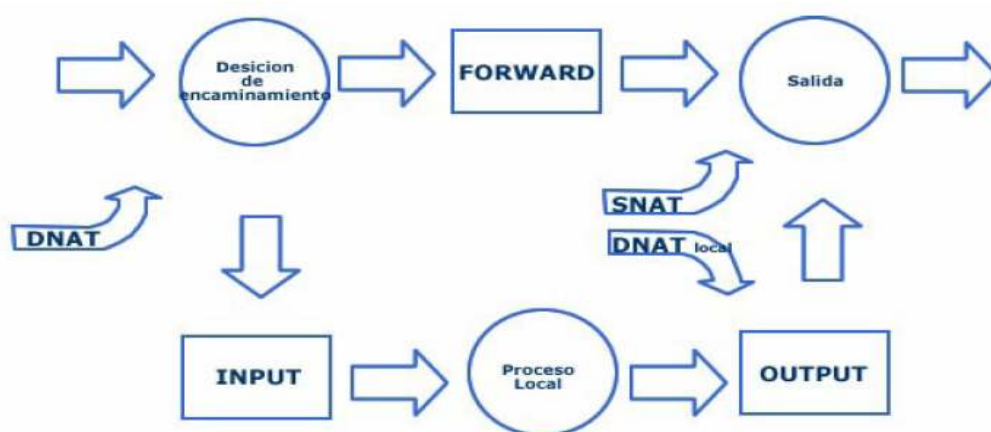 Desicion
de
encaminamiento
FORWARD
Salida
DNAT
SNAT
DNAT local
INPUT
Proceso
Local
OUTPUT